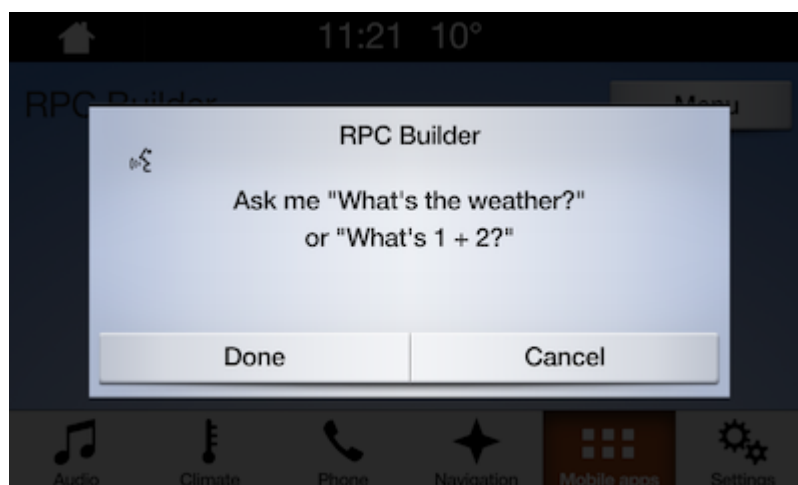 11:21 10°
RPC Builder
Menu
RPC Builder
Ask me "What's the weather?"
or "What's 1 + 2?"
Done Cancel
Audio Climate Phone Navigation Mobile apps Settings